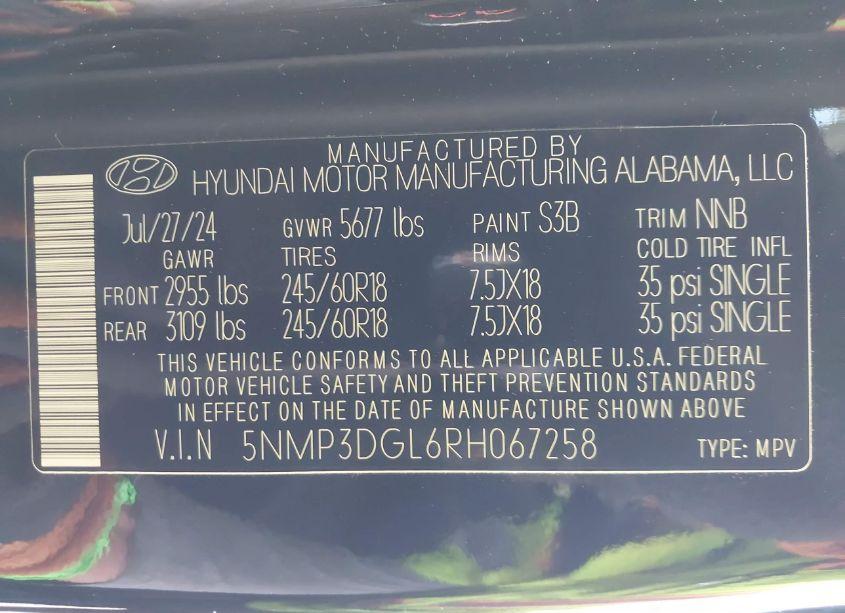 MANUFACTURED BY
HYUNDAI MOTOR MANUFACTURING ALABAMA, LLC
Jul/27/24 GVWR 5677 lbs PAINT S3B TRIM NNB
GAWR TIRES RIMS COLD TIRE INFL
FRONT 2955 lbs 245/60R18 7.5JX18 35 psi SINGLE
REAR 3109 lbs 245/60R18 7.5JX18 35 psi SINGLE
THIS VEHICLE CONFORMS TO ALL APPLICABLE U.S.A. FEDERAL
MOTOR VEHICLE SAFETY AND THEFT PREVENTION STANDARDS
IN EFFECT ON THE DATE OF MANUFACTURE SHOWN ABOVE
V.I.N 5NMP3DGL6RH067258 TYPE: MPV